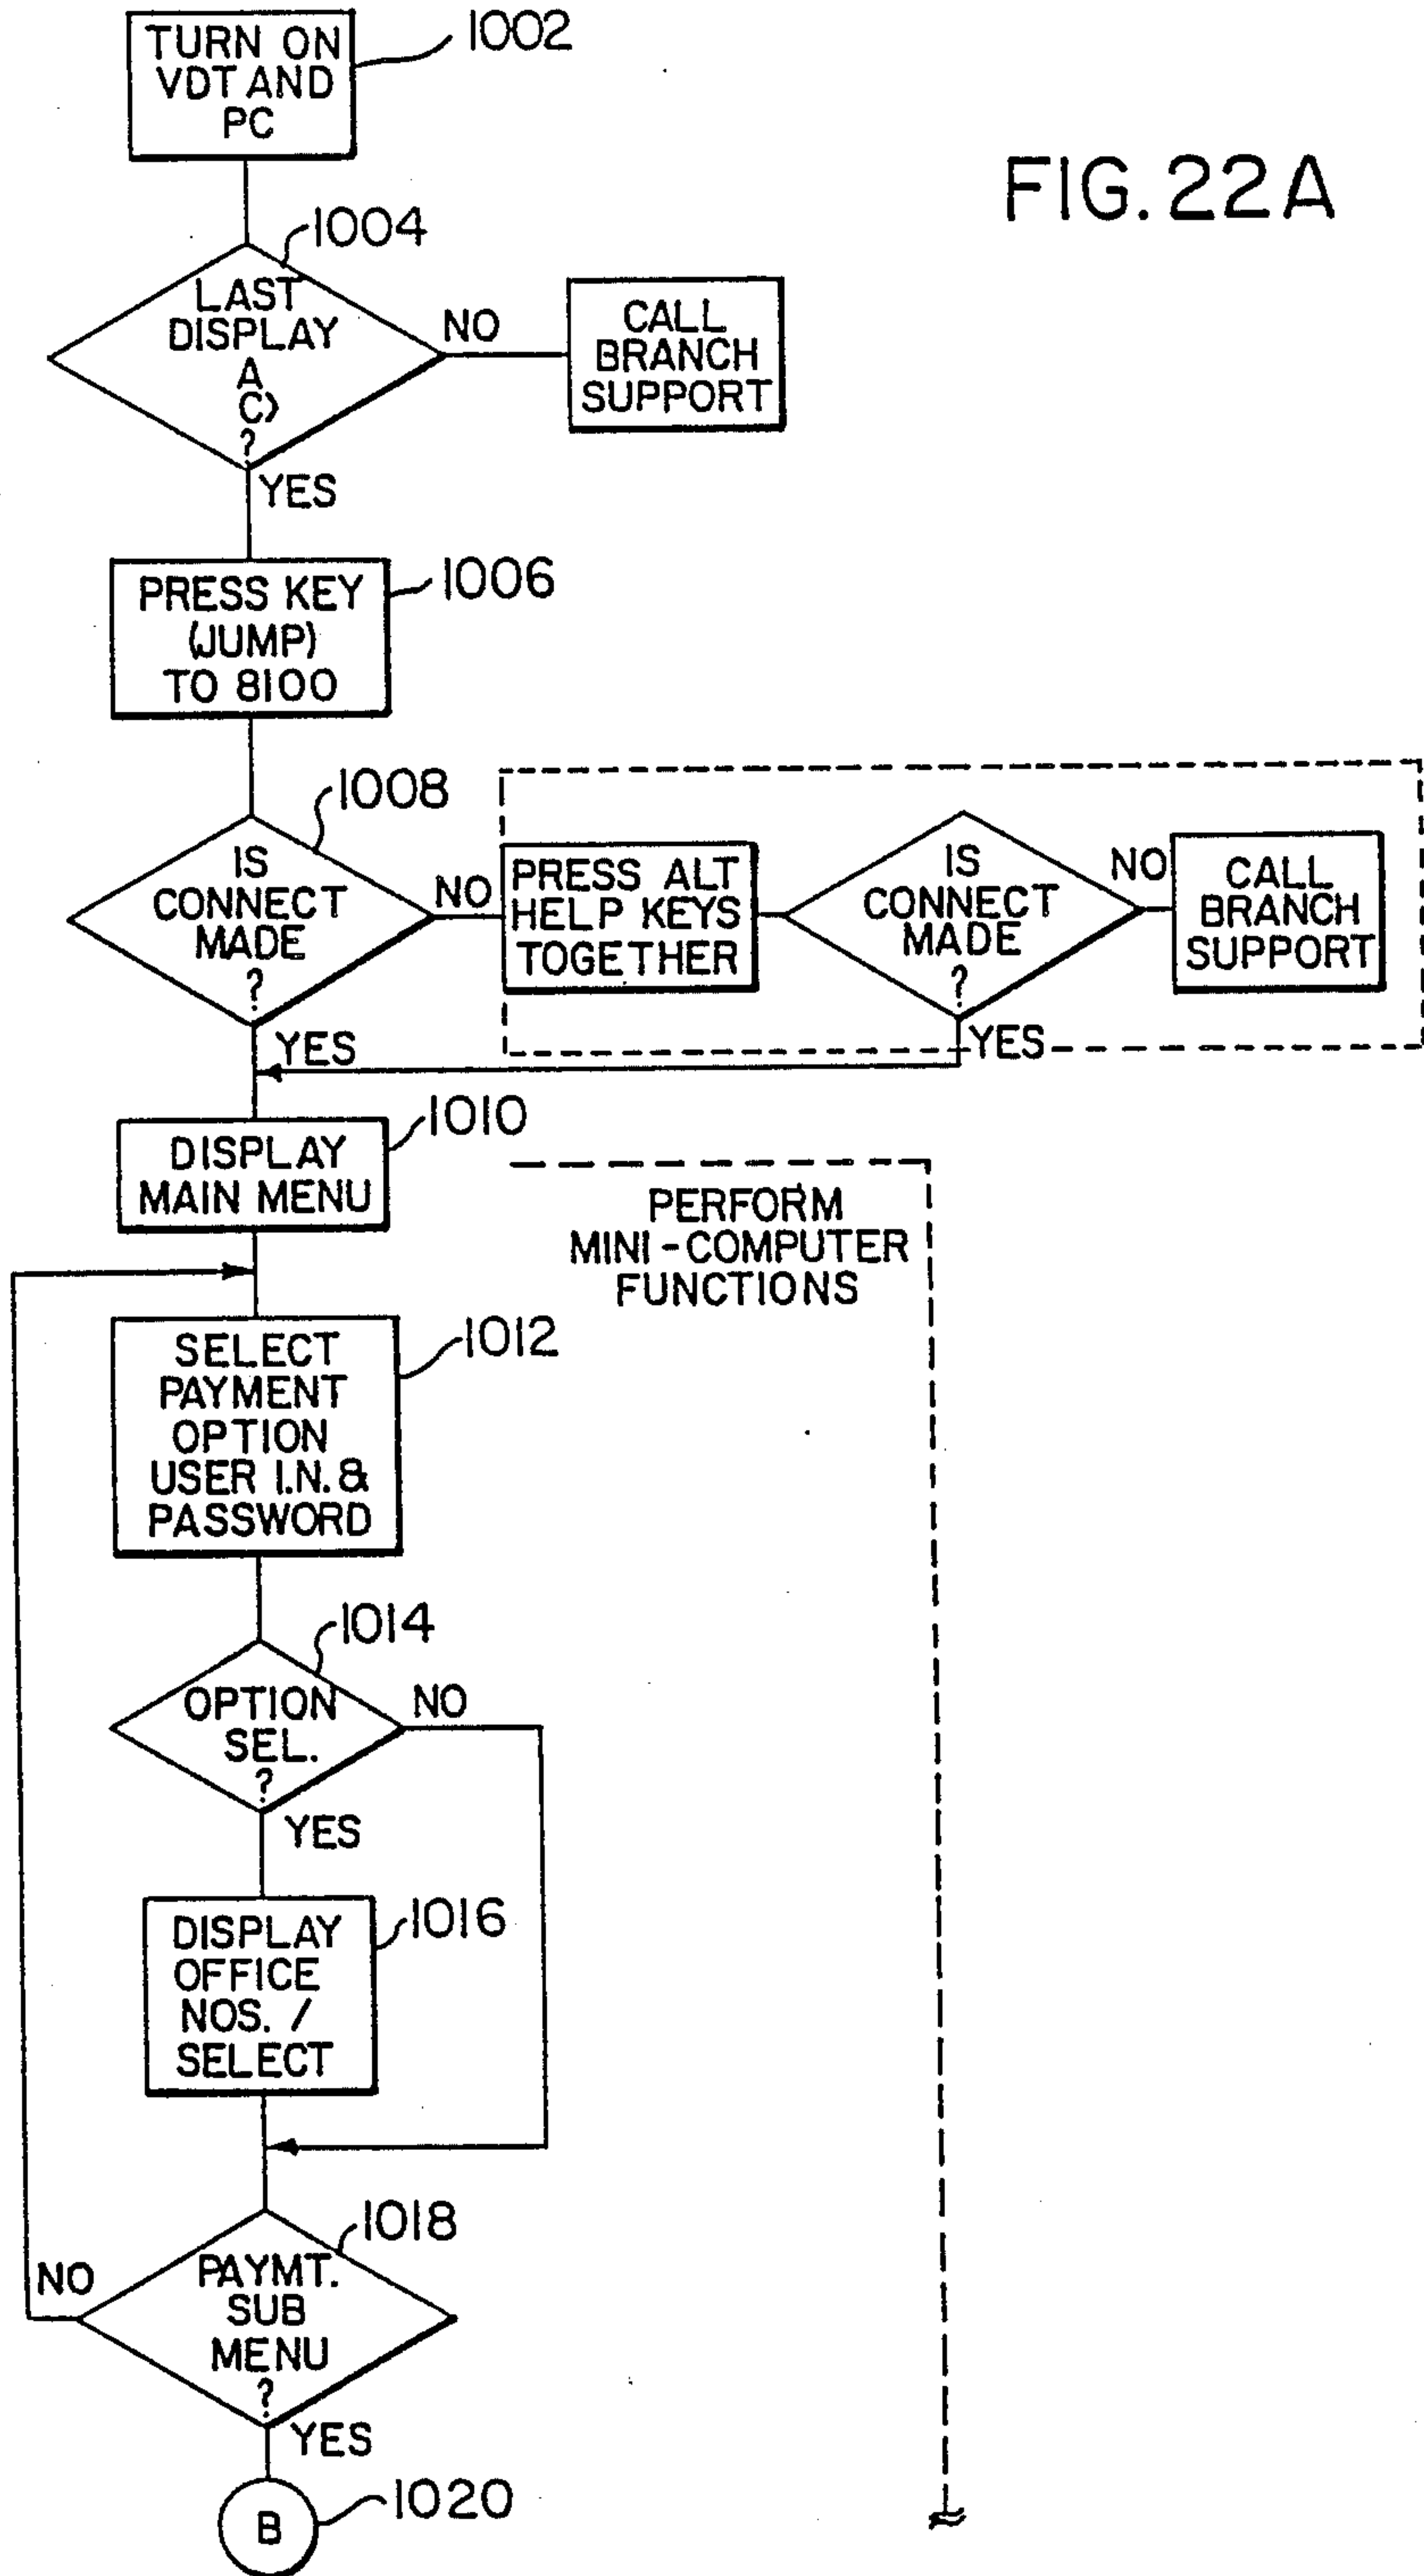 1002
TURN ON
VDT AND
PC
FIG. 22A
1004
LAST
DISPLAY
A
C>
?
NO
CALL
BRANCH
SUPPORT
YES
1006
PRESS KEY
(JUMP)
TO 8100
1008
IS
CONNECT
MADE
?
NO
PRESS ALT
HELP KEYS
TOGETHER
IS
CONNECT
MADE
?
NO
CALL
BRANCH
SUPPORT
YES
YES
1010
DISPLAY
MAIN MENU
PERFORM
MINI-COMPUTER
FUNCTIONS
1012
SELECT
PAYMENT
OPTION
USER I.N. &
PASSWORD
1014
OPTION
SEL.
?
NO
YES
1016
DISPLAY
OFFICE
NOS. /
SELECT
1018
PAYMT.
SUB
MENU
?
NO
YES
B
1020